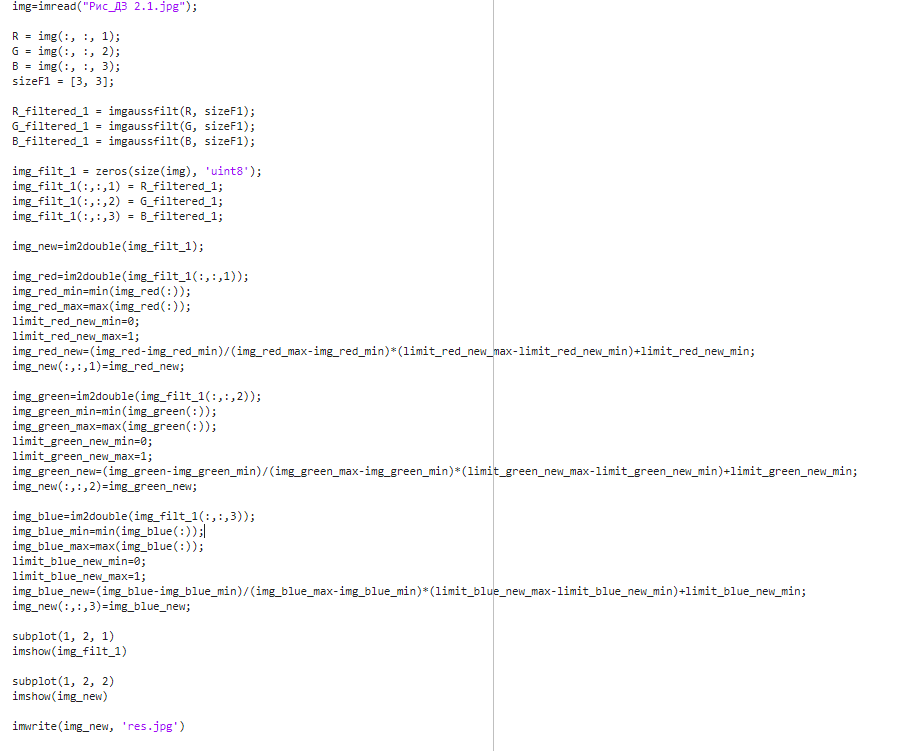 img=imread("Рис_ДЗ 2.1.jpg");
R = img(:, :, 1);
G = img(:, :, 2);
B = img(:, :, 3);
sizeF1 = [3, 3];
R_filtered_1 = imgaussfilt(R, sizeF1);
G_filtered_1 = imgaussfilt(G, sizeF1);
B_filtered_1 = imgaussfilt(B, sizeF1);
img_filt_1 = zeros(size(img), 'uint8');
img_filt_1(:,:,1) = R_filtered_1;
img_filt_1(:,:,2) = G_filtered_1;
img_filt_1(:,:,3) = B_filtered_1;
img_new=im2double(img_filt_1);
img_red=im2double(img_filt_1(:,:,1));
img_red_min=min(img_red(:));
img_red_max=max(img_red(:));
limit_red_new_min=0;
limit_red_new_max=1;
img_red_new=(img_red-img_red_min)/(img_red_max-img_red_min)*(limit_red_new_max-limit_red_new_min)+limit_red_new_min;
img_new(:,:,1)=img_red_new;
img_green=im2double(img_filt_1(:,:,2));
img_green_min=min(img_green(:));
img_green_max=max(img_green(:));
limit_green_new_min=0;
limit_green_new_max=1;
img_green_new=(img_green-img_green_min)/(img_green_max-img_green_min)*(limit_green_new_max-limit_green_new_min)+limit_green_new_min;
img_new(:,:,2)=img_green_new;
img_blue=im2double(img_filt_1(:,:,3));
img_blue_min=min(img_blue(:));
img_blue_max=max(img_blue(:));
limit_blue_new_min=0;
limit_blue_new_max=1;
img_blue_new=(img_blue-img_blue_min)/(img_blue_max-img_blue_min)*(limit_blue_new_max-limit_blue_new_min)+limit_blue_new_min;
img_new(:,:,3)=img_blue_new;
subplot(1, 2, 1)
imshow(img_filt_1)
subplot(1, 2, 2)
imshow(img_new)
imwrite(img_new, 'res.jpg')